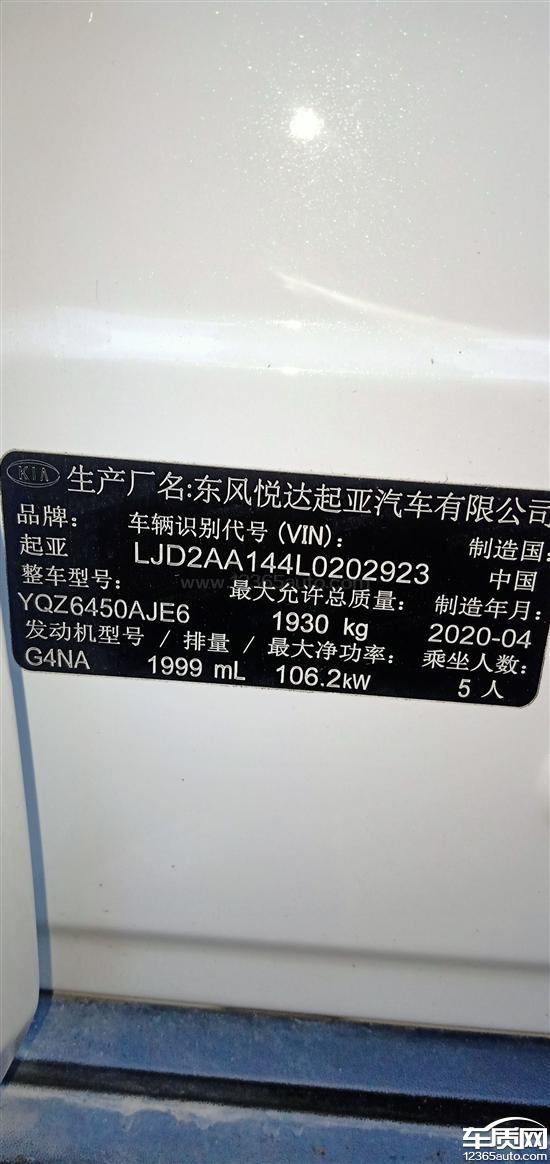 KIA 生产厂名:东风悦达起亚汽车有限公司
品牌: 车辆识别代号(VIN): 制造国:
起亚 LJD2AA144L0202923 中国
www.12365auto.com
整车型号: 最大允许总质量: 制造年月:
YQZ6450AJE6 1930 kg 2020-04
发动机型号 / 排量 / 最大净功率: 乘坐人数:
G4NA 1999 mL 106.2kW 5 人
车质网
12365auto.com